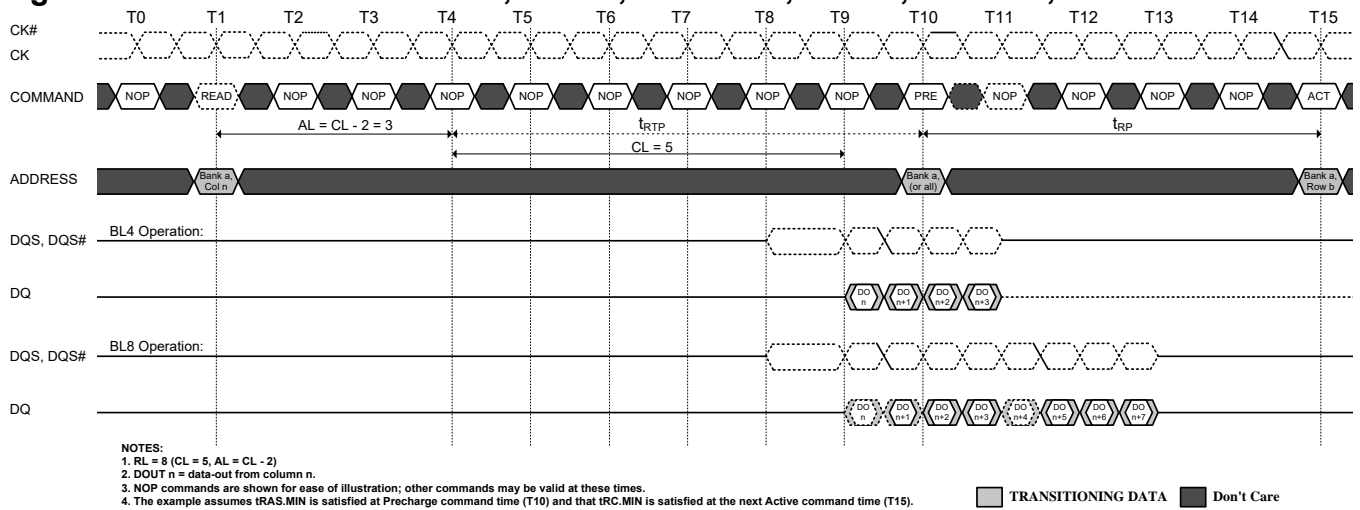 T0 T1 T2 T3 T4 T5 T6 T7 T8 T9 T10 T11 T12 T13 T14 T15
CK#
CK
COMMAND NOP READ NOP NOP NOP NOP NOP NOP NOP NOP PRE NOP NOP NOP NOP ACT
AL = CL - 2 = 3 tRTP tRP
CL = 5
ADDRESS Bank a, Col n Bank a, (or all) Bank a, Row b
BL4 Operation:
DQS, DQS#
DQ DO n DO n+1 DO n+2 DO n+3
BL8 Operation:
DQS, DQS#
DQ DO n DO n+1 DO n+2 DO n+3 DO n+4 DO n+5 DO n+6 DO n+7
NOTES:
1. RL = 8 (CL = 5, AL = CL - 2)
2. DOUT n = data-out from column n.
3. NOP commands are shown for ease of illustration; other commands may be valid at these times.
4. The example assumes tRAS.MIN is satisfied at Precharge command time (T10) and that tRC.MIN is satisfied at the next Active command time (T15).
TRANSITIONING DATA Don't Care